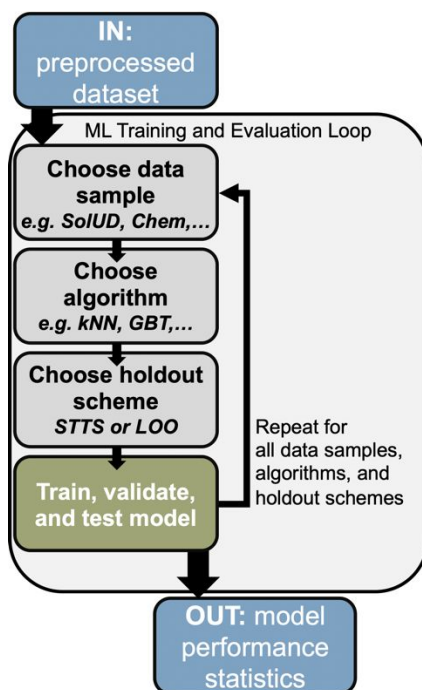 IN:
preprocessed
dataset
ML Training and Evaluation Loop
Choose data
sample
e.g. SolUD, Chem,...
Choose
algorithm
e.g. kNN, GBT,...
Choose holdout
scheme
STTS or LOO
Repeat for
all data samples,
algorithms, and
holdout schemes
Train, validate,
and test model
OUT: model
performance
statistics